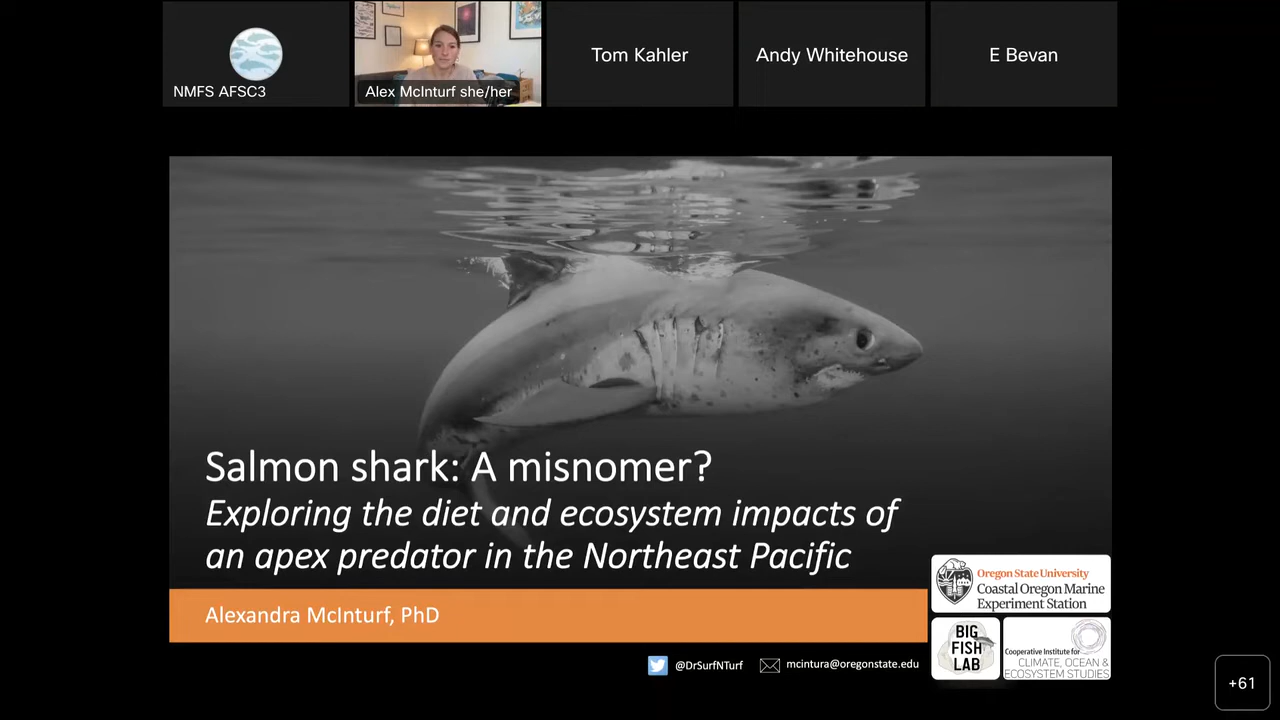 NMFS AFSC3
Alex McInturf she/her
Tom Kahler
Andy Whitehouse
E Bevan
Salmon shark: A misnomer?
Exploring the diet and ecosystem impacts of
an apex predator in the Northeast Pacific
Alexandra McInturf, PhD
@DrSurfNTurf
mcintura@oregonstate.edu
Oregon State University
Coastal Oregon Marine
Experiment Station
BIG
FISH
LAB
Cooperative Institute for
CLIMATE, OCEAN &
ECOSYSTEM STUDIES
+61